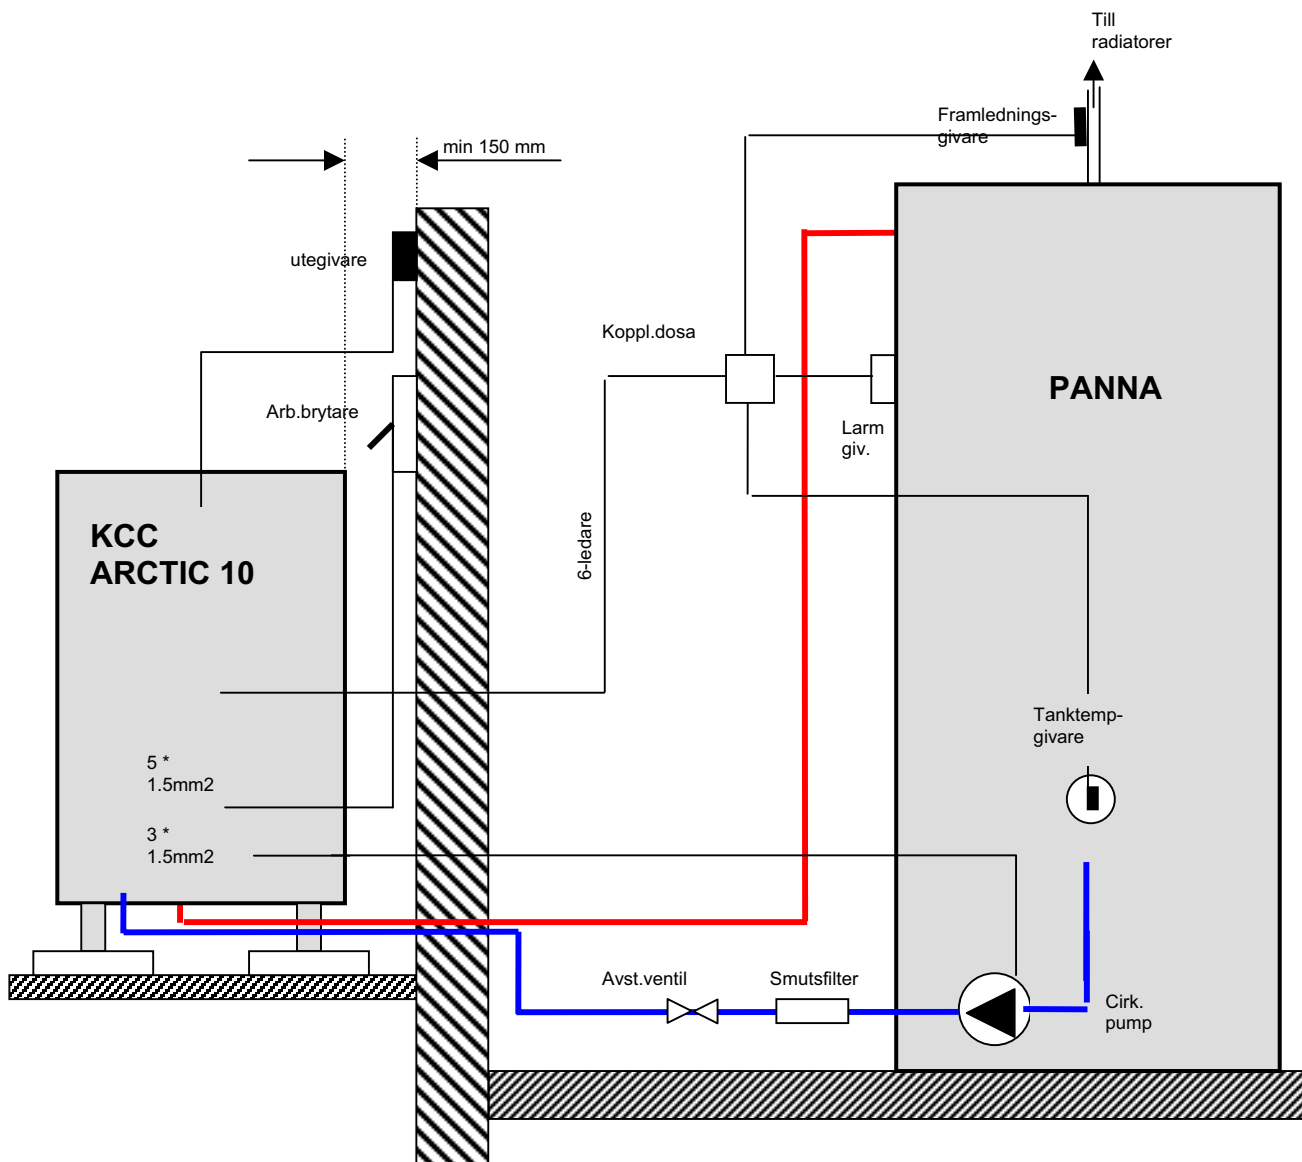 Till
radiatorer
Framlednings-
givare
min 150 mm
utegivare
Koppl.dosa
PANNA
Arb.brytare
Larm
giv.
KCC
ARCTIC 10
6-ledare
Tanktemp-
givare
5 *
1.5mm2
3 *
1.5mm2
Avst.ventil
Smutsfilter
Cirk.
pump